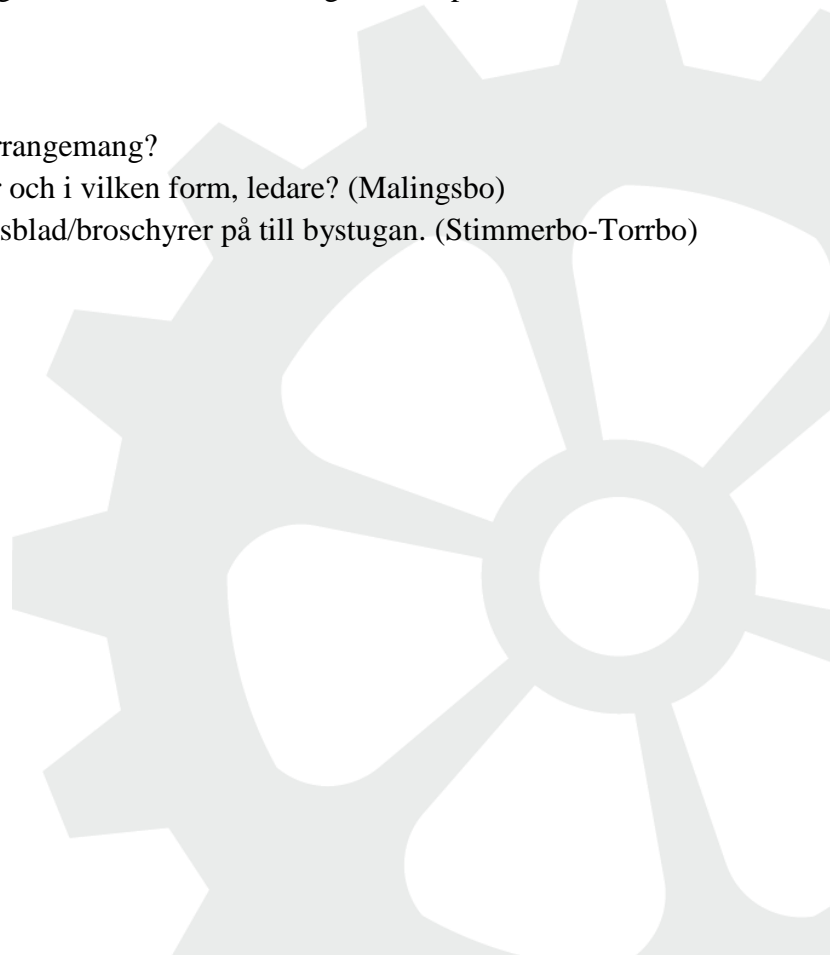 rrangemang?
r och i vilken form, ledare? (Malingsbo)
sblad/broschyrer på till bystugan. (Stimmerbo-Torrbo)